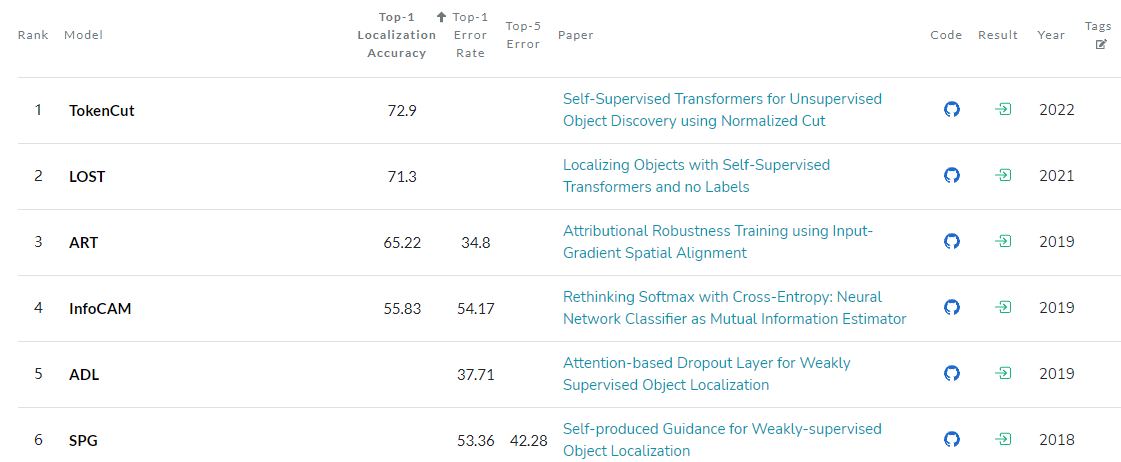 Rank Model Top-1 Localization Accuracy Top-1 Error Rate Top-5 Error Paper Code Result Year Tags
1 TokenCut 72.9 Self-Supervised Transformers for Unsupervised
Object Discovery using Normalized Cut 2022
2 LOST 71.3 Localizing Objects with Self-Supervised
Transformers and no Labels 2021
3 ART 65.22 34.8 Attributional Robustness Training using Input-
Gradient Spatial Alignment 2019
4 InfoCAM 55.83 54.17 Rethinking Softmax with Cross-Entropy: Neural
Network Classifier as Mutual Information Estimator 2019
5 ADL 37.71 Attention-based Dropout Layer for Weakly
Supervised Object Localization 2019
6 SPG 53.36 42.28 Self-produced Guidance for Weakly-supervised
Object Localization 2018